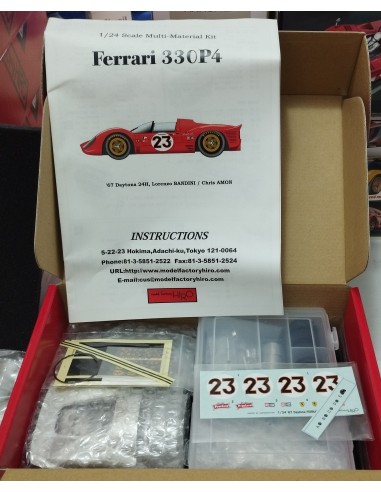 1/24 Scale Multi-Material Kit
Ferrari 330P4
23
'67 Daytona 24H, Lorenzo BANDINI / Chris AMON
INSTRUCTIONS
5-22-23 Hokima, Adachi-ku, Tokyo 121-0064
Phone:81-3-5851-2522 Fax:81-3-5851-2524
URL:http://www.modelfactoryhiro.com
E-mail:cus@modelfactoryhiro.com
23 23 23 23